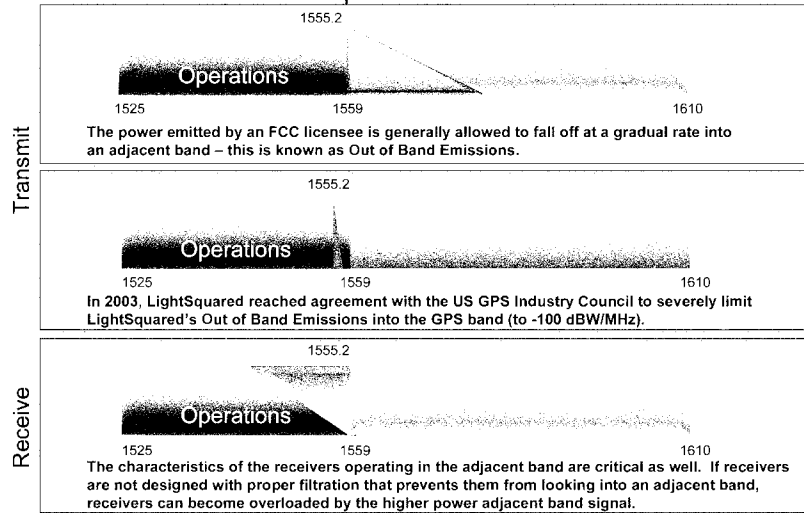 Transmit
1555.2
Operations
1525 1559 1610
The power emitted by an FCC licensee is generally allowed to fall off at a gradual rate into
an adjacent band – this is known as Out of Band Emissions.
1555.2
Operations
1525 1559 1610
In 2003, LightSquared reached agreement with the US GPS Industry Council to severely limit
LightSquared's Out of Band Emissions into the GPS band (to -100 dBW/MHz).
Receive
1555.2
Operations
1525 1559 1610
The characteristics of the receivers operating in the adjacent band are critical as well. If receivers
are not designed with proper filtration that prevents them from looking into an adjacent band,
receivers can become overloaded by the higher power adjacent band signal.